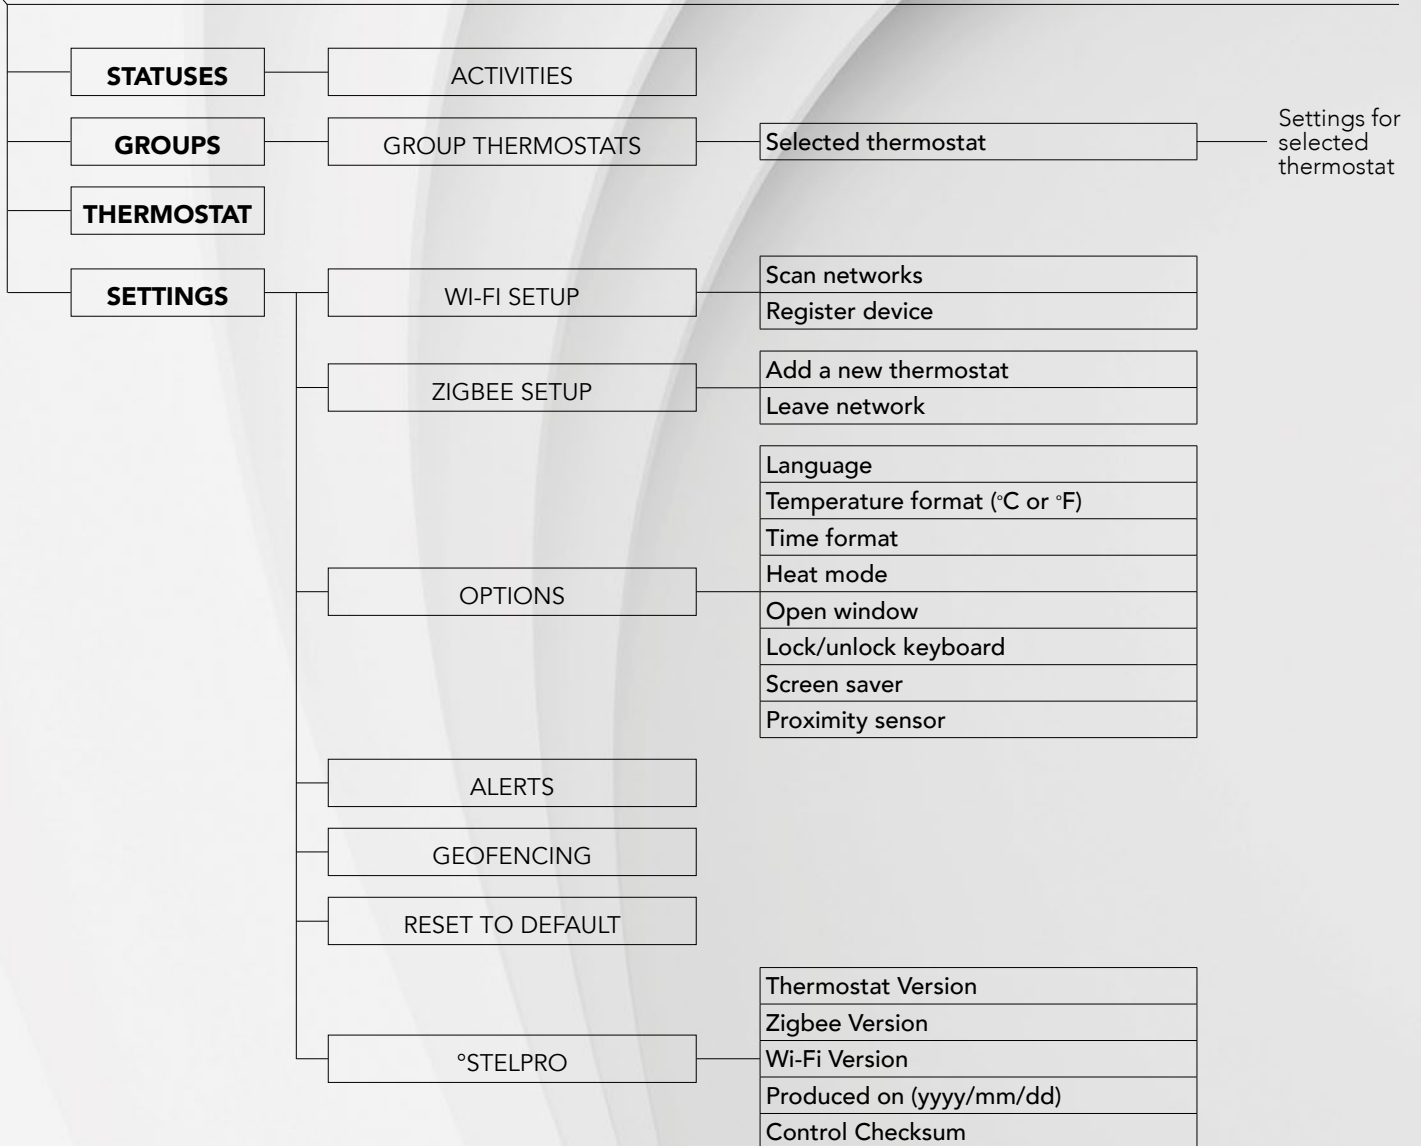 STATUSES
ACTIVITIES
GROUPS
GROUP THERMOSTATS
Selected thermostat
Settings for
selected
thermostat
THERMOSTAT
SETTINGS
WI-FI SETUP
Scan networks
Register device
ZIGBEE SETUP
Add a new thermostat
Leave network
OPTIONS
Language
Temperature format (°C or °F)
Time format
Heat mode
Open window
Lock/unlock keyboard
Screen saver
Proximity sensor
ALERTS
GEOFENCING
RESET TO DEFAULT
°STELPRO
Thermostat Version
Zigbee Version
Wi-Fi Version
Produced on (yyyy/mm/dd)
Control Checksum